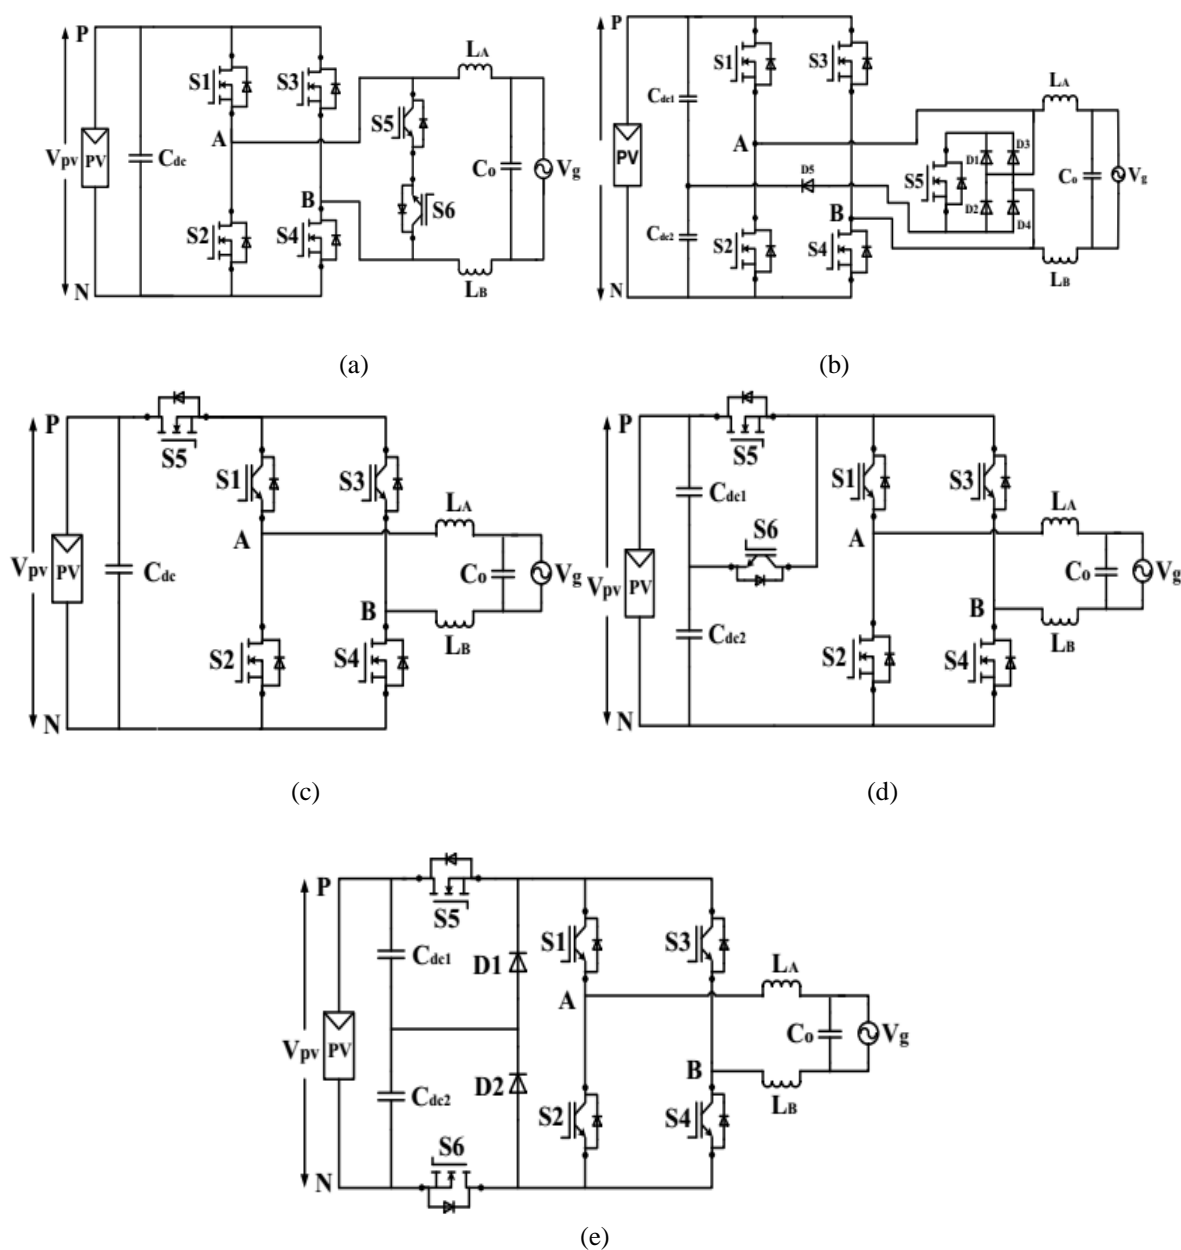 P
S1
S3
LA
A
S5
Vpv
PV
Cdc
Co
Vg
B
S6
S2
S4
N
LB
(a)
P
S1
S3
Cdc1
LA
A
D5
S5
D1
D3
Vpv
PV
Co
Vg
D2
D4
B
Cdc2
S2
S4
N
LB
(b)
P
S5
S1
S3
LA
A
Vpv
PV
Cdc
Co
Vg
B
S2
S4
LB
N
(c)
P
S5
S1
S3
Cdc1
LA
S6
A
Vpv
PV
Co
Vg
B
Cdc2
S2
S4
LB
N
(d)
P
S5
S1
S3
Cdc1
D1
LA
A
Vpv
PV
Co
Vg
B
Cdc2
D2
LB
S2
S4
S6
N
(e)